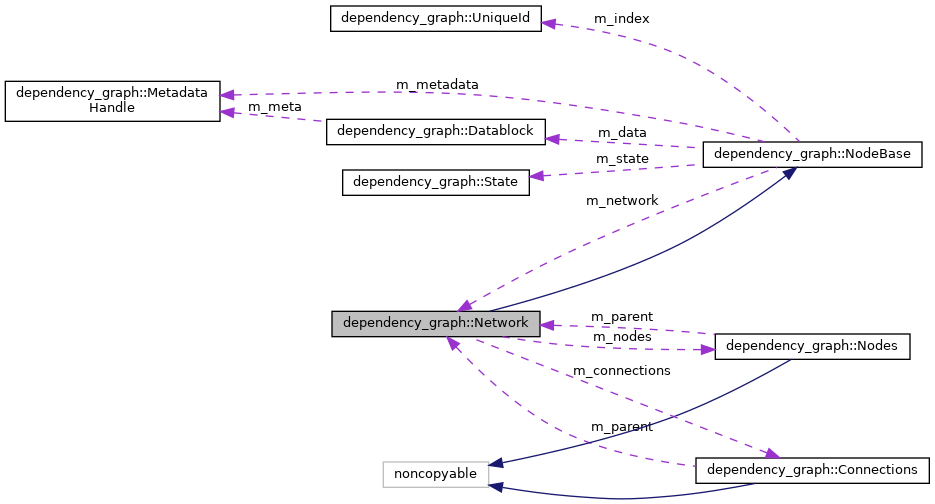 dependency_graph::UniqueId
m_index
m_metadata
dependency_graph::Metadata
Handle
m_meta
dependency_graph::Datablock
m_data
dependency_graph::NodeBase
m_state
dependency_graph::State
m_network
dependency_graph::Network
m_parent
m_nodes
dependency_graph::Nodes
m_connections
m_parent
noncopyable
dependency_graph::Connections